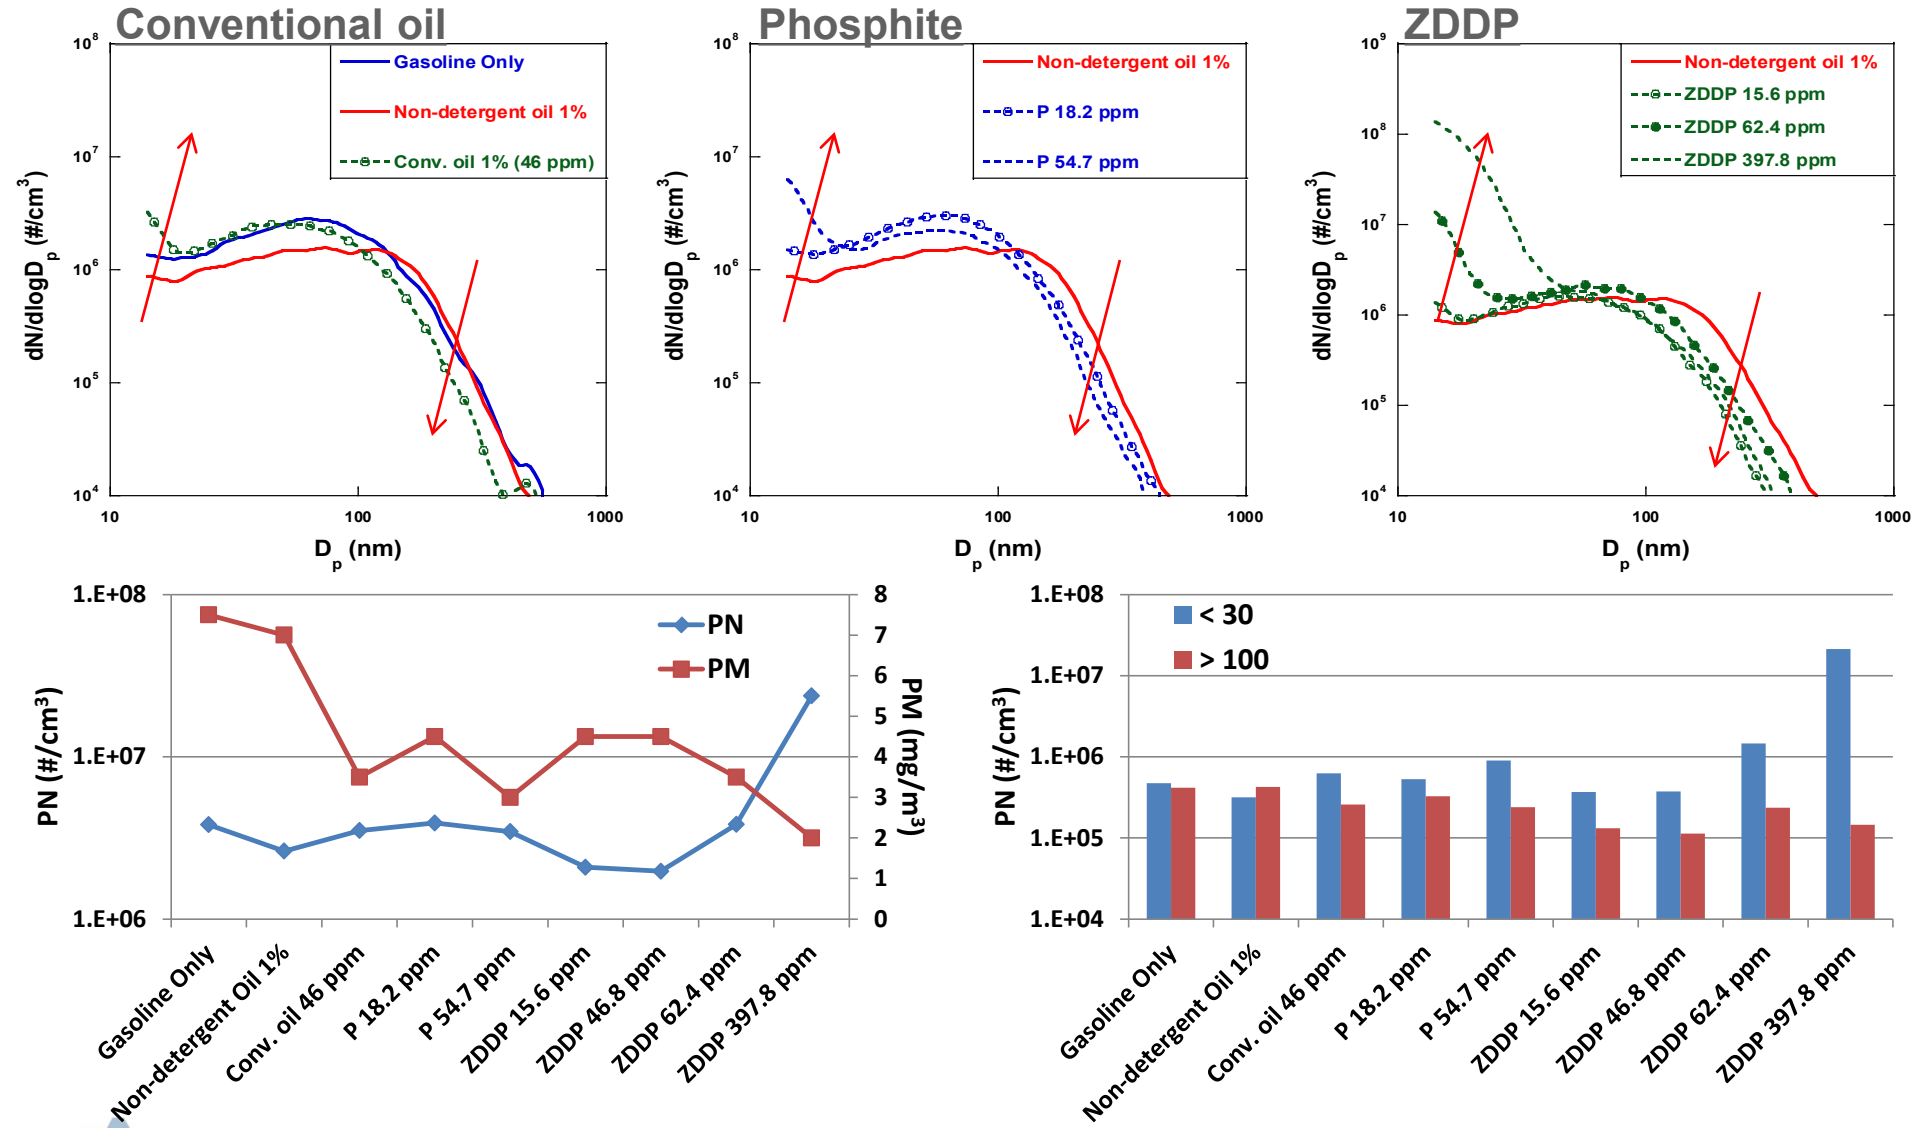 Conventional oil
Phosphite
ZDDP
10⁸
10⁷
10⁶
10⁵
10⁴
dN/dlogDₚ (#/cm³)
Gasoline Only
Non-detergent oil 1%
Conv. oil 1% (46 ppm)
10
100
1000
Dₚ (nm)
10⁸
10⁷
10⁶
10⁵
10⁴
dN/dlogDₚ (#/cm³)
Non-detergent oil 1%
P 18.2 ppm
P 54.7 ppm
10
100
1000
Dₚ (nm)
10⁹
10⁸
10⁷
10⁶
10⁵
10⁴
dN/dlogDₚ (#/cm³)
Non-detergent oil 1%
ZDDP 15.6 ppm
ZDDP 62.4 ppm
ZDDP 397.8 ppm
10
100
1000
Dₚ (nm)
1.E+08
1.E+07
1.E+06
PN (#/cm³)
PN
PM
8
7
6
5
4
3
2
1
0
PM (mg/m³)
Gasoline Only
Non-detergent Oil 1%
Conv. oil 46 ppm
P 18.2 ppm
P 54.7 ppm
ZDDP 15.6 ppm
ZDDP 46.8 ppm
ZDDP 62.4 ppm
ZDDP 397.8 ppm
1.E+08
1.E+07
1.E+06
1.E+05
1.E+04
PN (#/cm³)
< 30
> 100
Gasoline Only
Non-detergent Oil 1%
Conv. oil 46 ppm
P 18.2 ppm
P 54.7 ppm
ZDDP 15.6 ppm
ZDDP 46.8 ppm
ZDDP 62.4 ppm
ZDDP 397.8 ppm